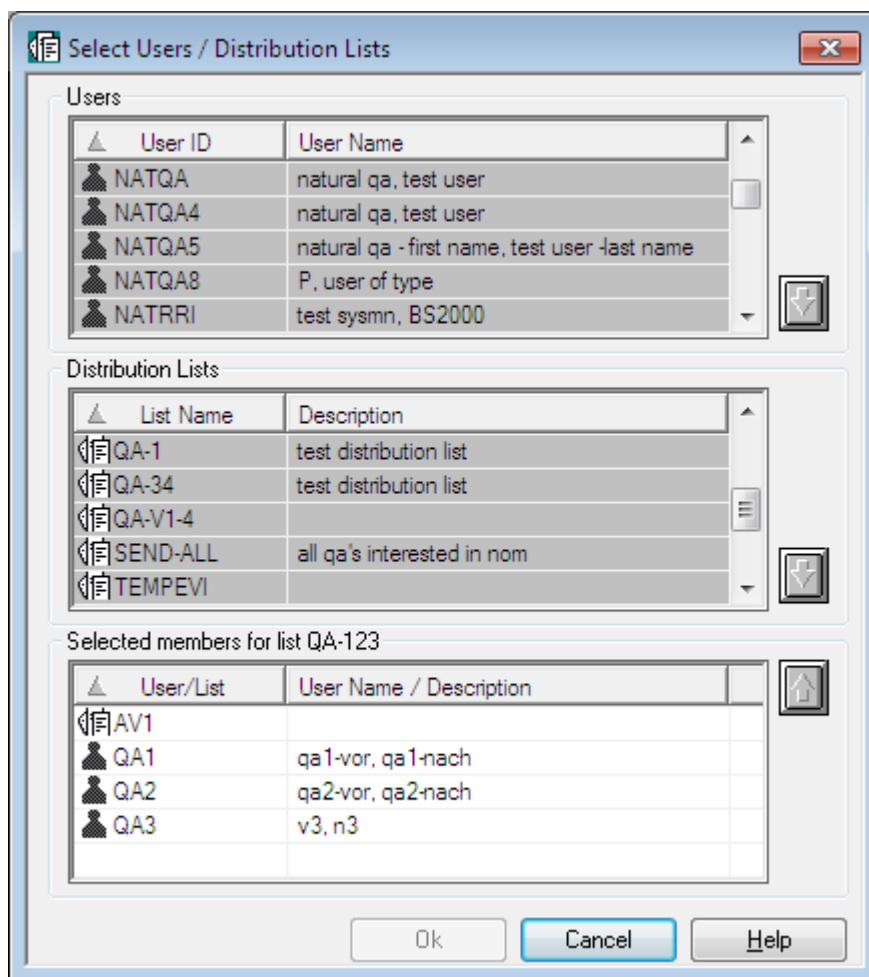 Select Users / Distribution Lists
Users
User ID User Name
NATQA natural qa, test user
NATQA4 natural qa, test user
NATQA5 natural qa - first name, test user -last name
NATQA8 P, user of type
NATRRI test sysmn, BS2000
Distribution Lists
List Name Description
QA-1 test distribution list
QA-34 test distribution list
QA-V1-4
SEND-ALL all qa's interested in nom
TEMPEVI
Selected members for list QA-123
User/List User Name / Description
AV1
QA1 qa1-vor, qa1-nach
QA2 qa2-vor, qa2-nach
QA3 v3, n3
Ok Cancel Help